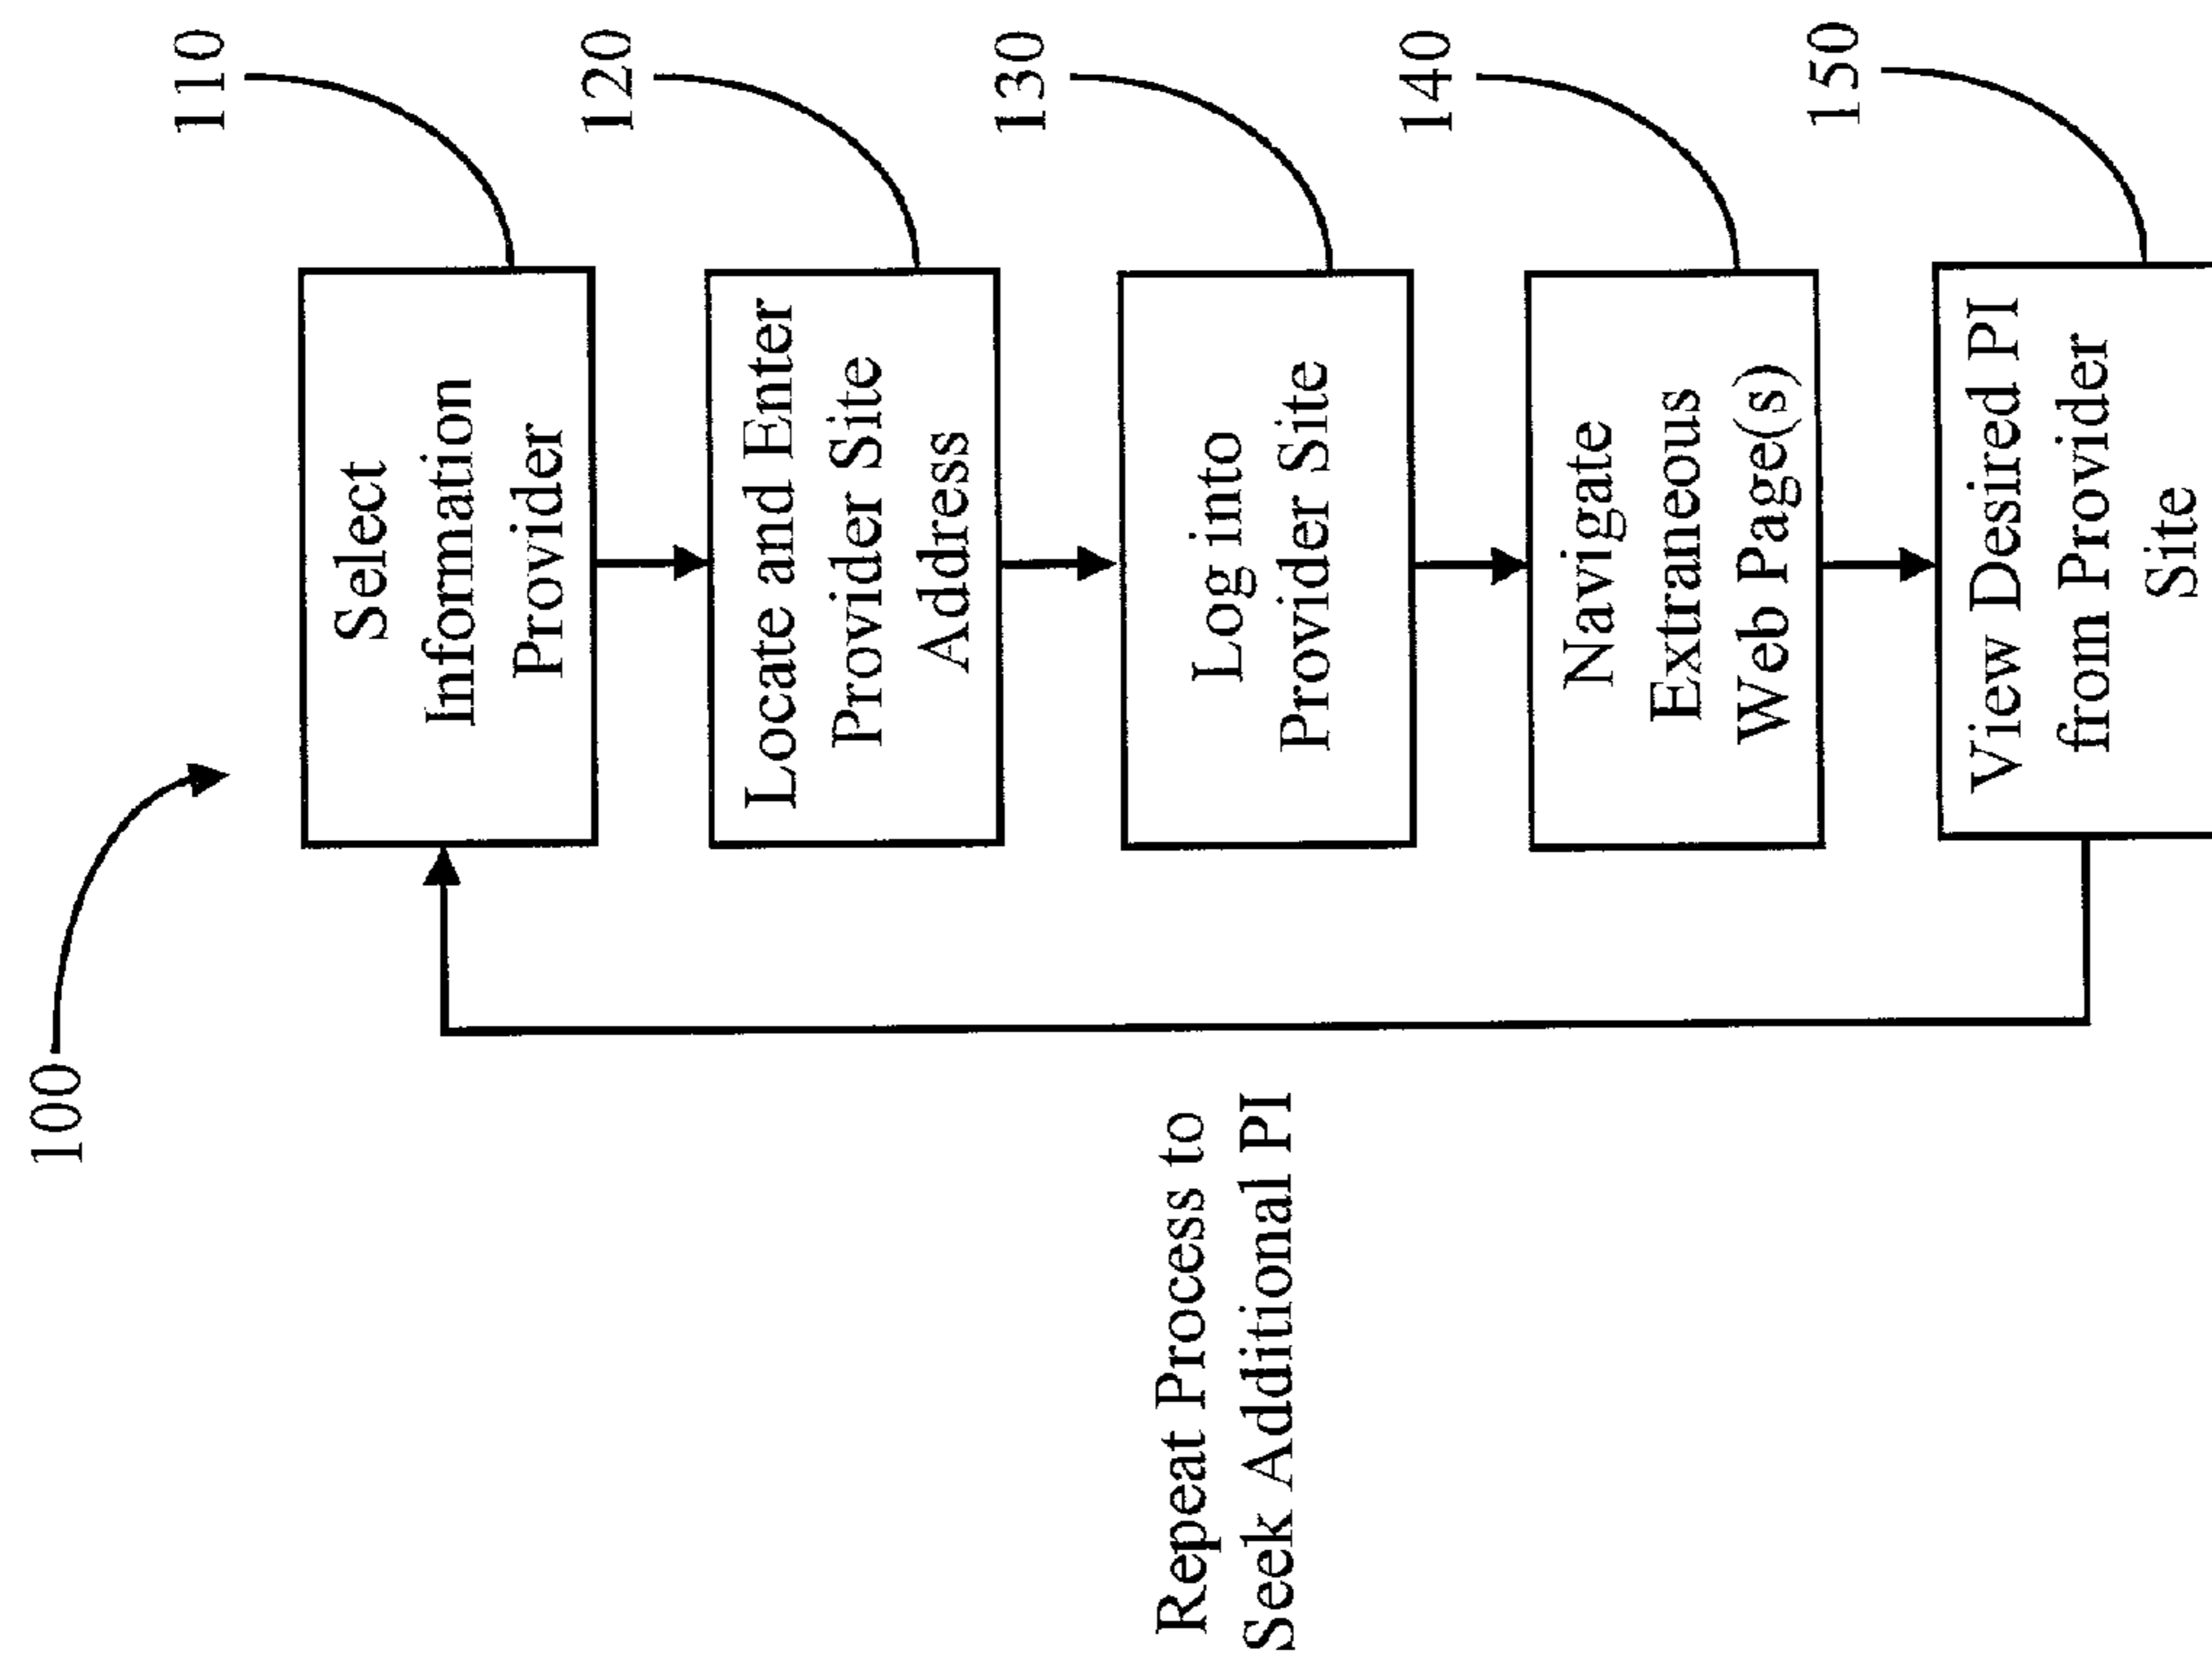 100
110
Select
Information
Provider
120
Locate and Enter
Provider Site
Address
130
Log into
Provider Site
140
Navigate
Extraneous
Web Page(s)
150
View Desired PI
from Provider
Site
Repeat Process to
Seek Additional PI